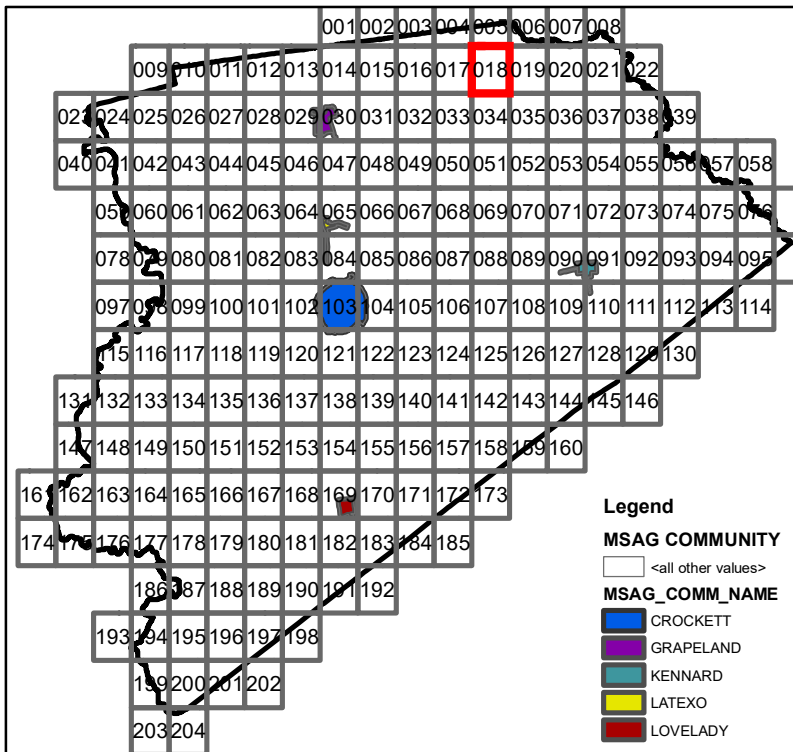 001 002 003 004 005 006 007 008
009 010 011 012 013 014 015 016 017 018 019 020 021 022
023 024 025 026 027 028 029 030 031 032 033 034 035 036 037 038 039
040 041 042 043 044 045 046 047 048 049 050 051 052 053 054 055 056 057 058
059 060 061 062 063 064 065 066 067 068 069 070 071 072 073 074 075 076
078 079 080 081 082 083 084 085 086 087 088 089 090 091 092 093 094 095
097 098 099 100 101 102 103 104 105 106 107 108 109 110 111 112 113 114
115 116 117 118 119 120 121 122 123 124 125 126 127 128 129 130
131 132 133 134 135 136 137 138 139 140 141 142 143 144 145 146
147 148 149 150 151 152 153 154 155 156 157 158 159 160
161 162 163 164 165 166 167 168 169 170 171 172 173
174 175 176 177 178 179 180 181 182 183 184 185
186 187 188 189 190 191 192
193 194 195 196 197 198
199 200 201 202
203 204
Legend
MSAG COMMUNITY
<all other values>
MSAG_COMM_NAME
CROCKETT
GRAPELAND
KENNARD
LATEXO
LOVELADY